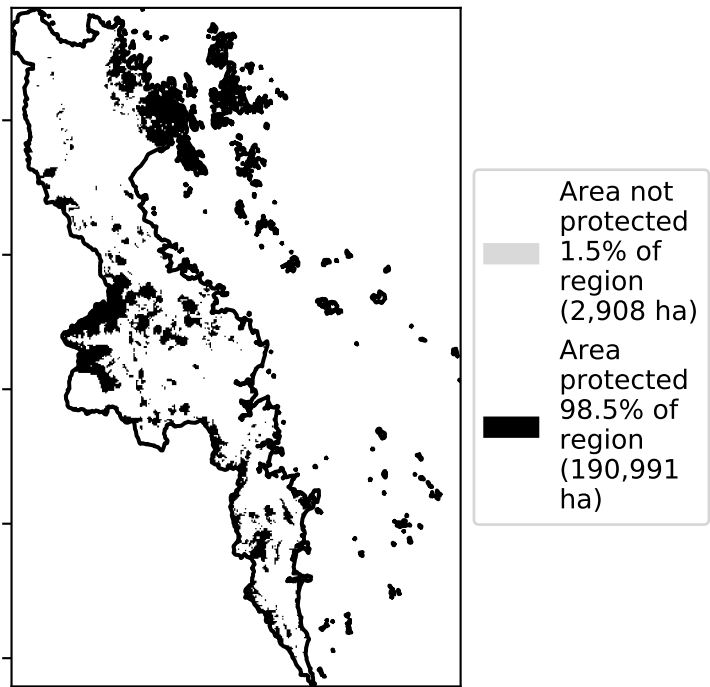 Area not
protected
1.5% of
region
(2,908 ha)
Area
protected
98.5% of
region
(190,991
ha)